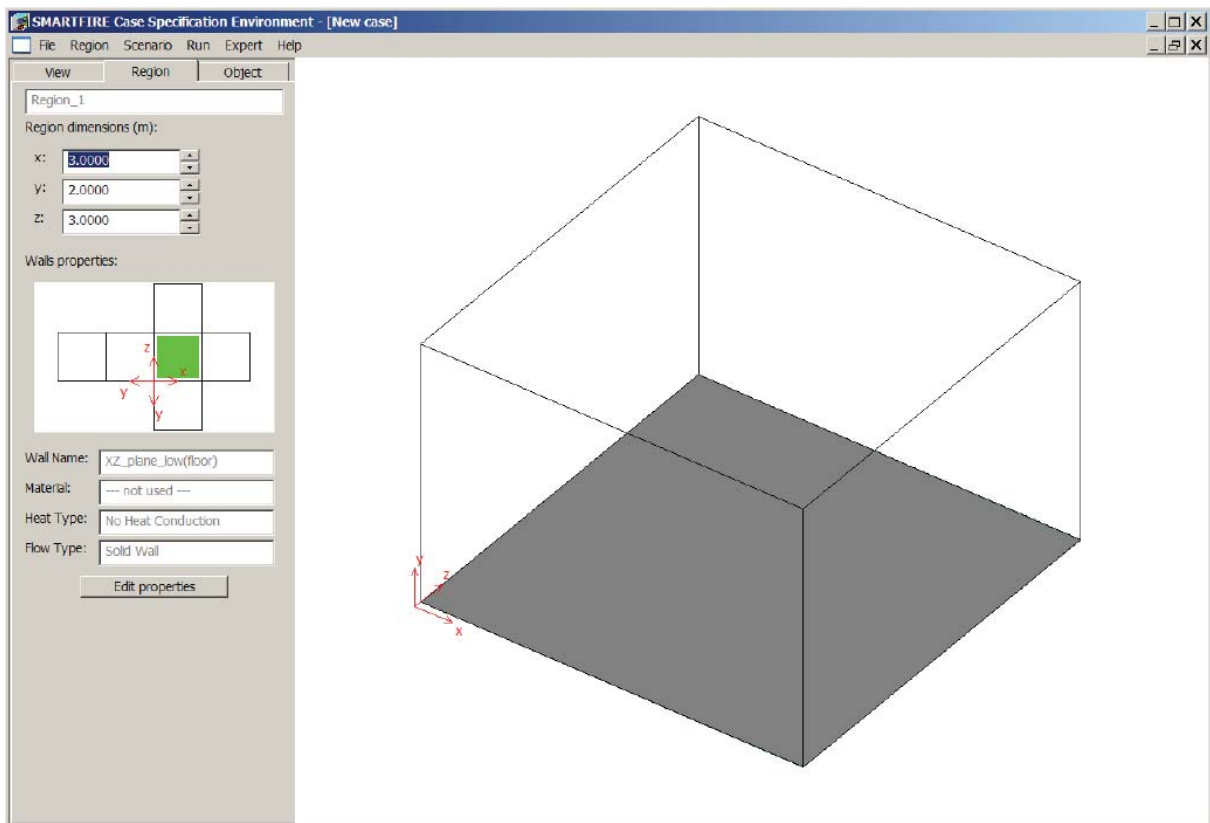 SMARTFIRE Case Specification Environment - [New case]
File Region Scenario Run Expert Help
View Region Object
Region_1
Region dimensions (m):
x: 3.0000
y: 2.0000
z: 3.0000
Walls properties:
z
x
y
y
Wall Name: XZ_plane_low(floor)
Material: --- not used ---
Heat Type: No Heat Conduction
Flow Type: Solid Wall
Edit properties
y
z
x